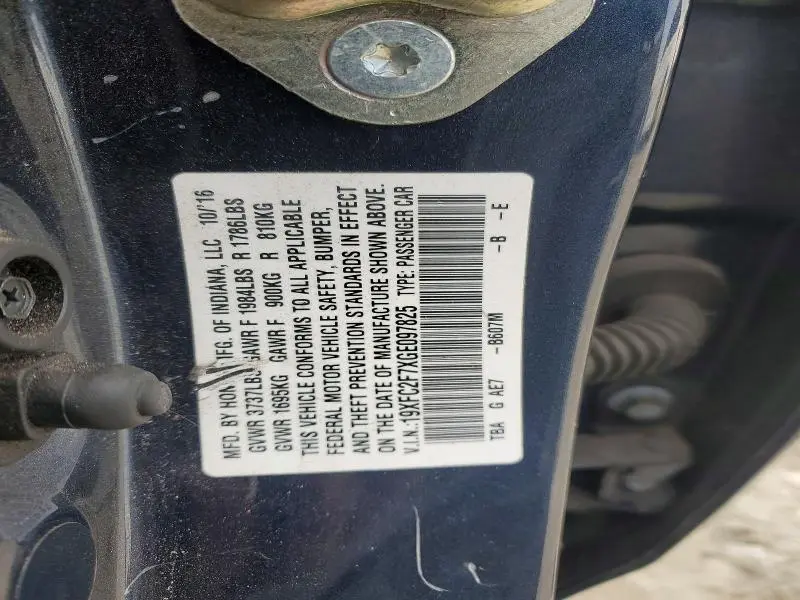 MFD. BY HON MFG. OF INDIANA, LLC 10/16
GVWR 3737LBS GAWR F 1984LBS R 1786LBS
GVWR 1695KG GAWR F 900KG R 810KG
THIS VEHICLE CONFORMS TO ALL APPLICABLE
FEDERAL MOTOR VEHICLE SAFETY, BUMPER,
AND THEFT PREVENTION STANDARDS IN EFFECT
ON THE DATE OF MANUFACTURE SHOWN ABOVE.
V.I.N.:19XFC2F7XGE097825 TYPE: PASSENGER CAR
TBA G AE7 -B607M -B -E